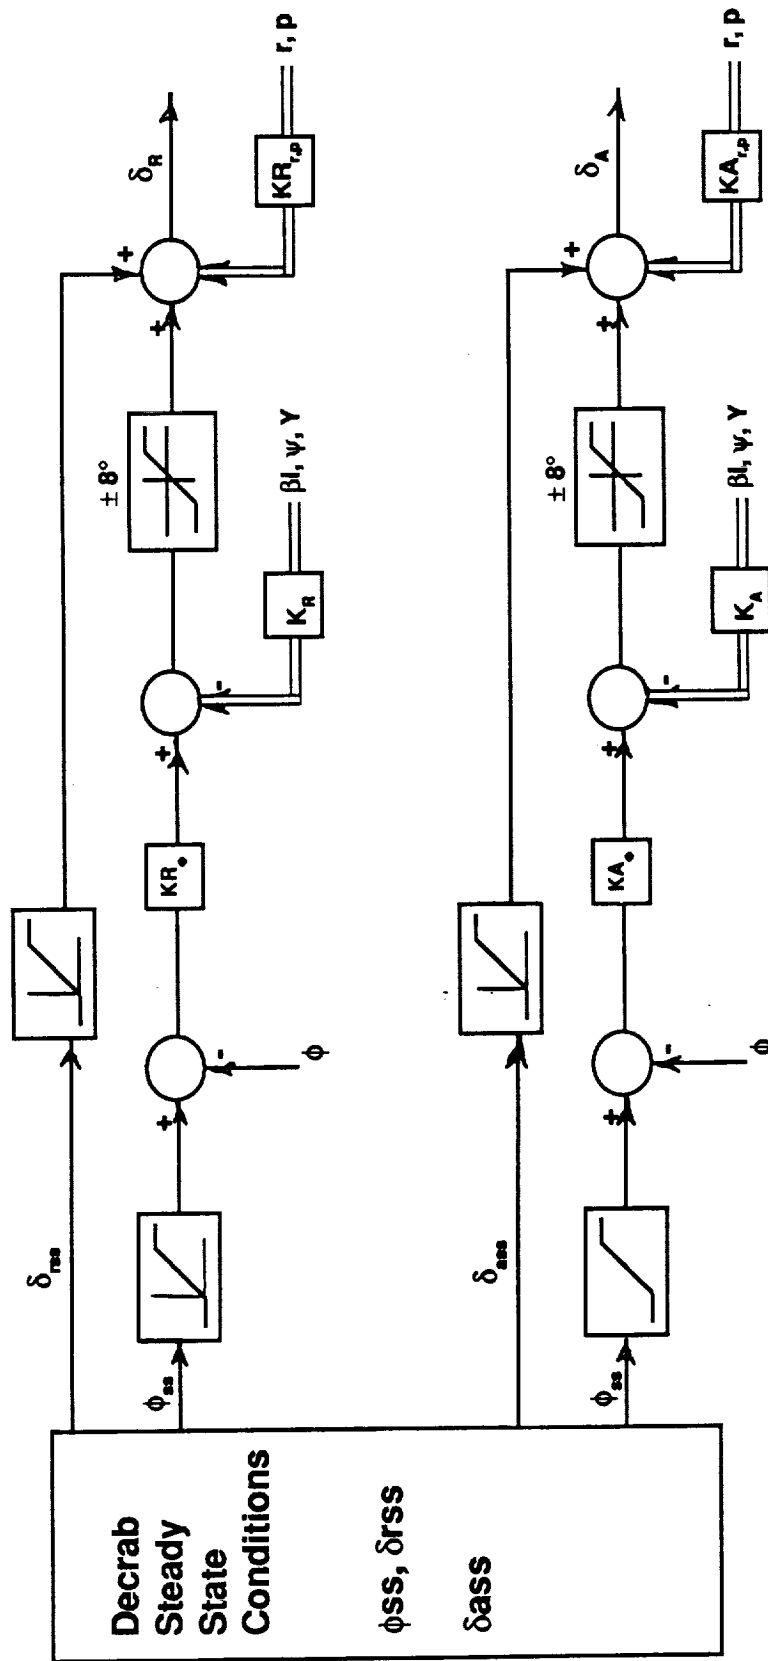 Decrab
Steady
State
Conditions
ϕss, δrss
δass
δrss
ϕss
+
-
ϕ
KRϕ
+
-
KR
βI, ψ, Y
± 8°
+
+
δR
KRr,p
r, p
δass
ϕss
+
-
ϕ
KAϕ
+
-
KA
βI, ψ, Y
± 8°
+
+
δA
KAr,p
r, p